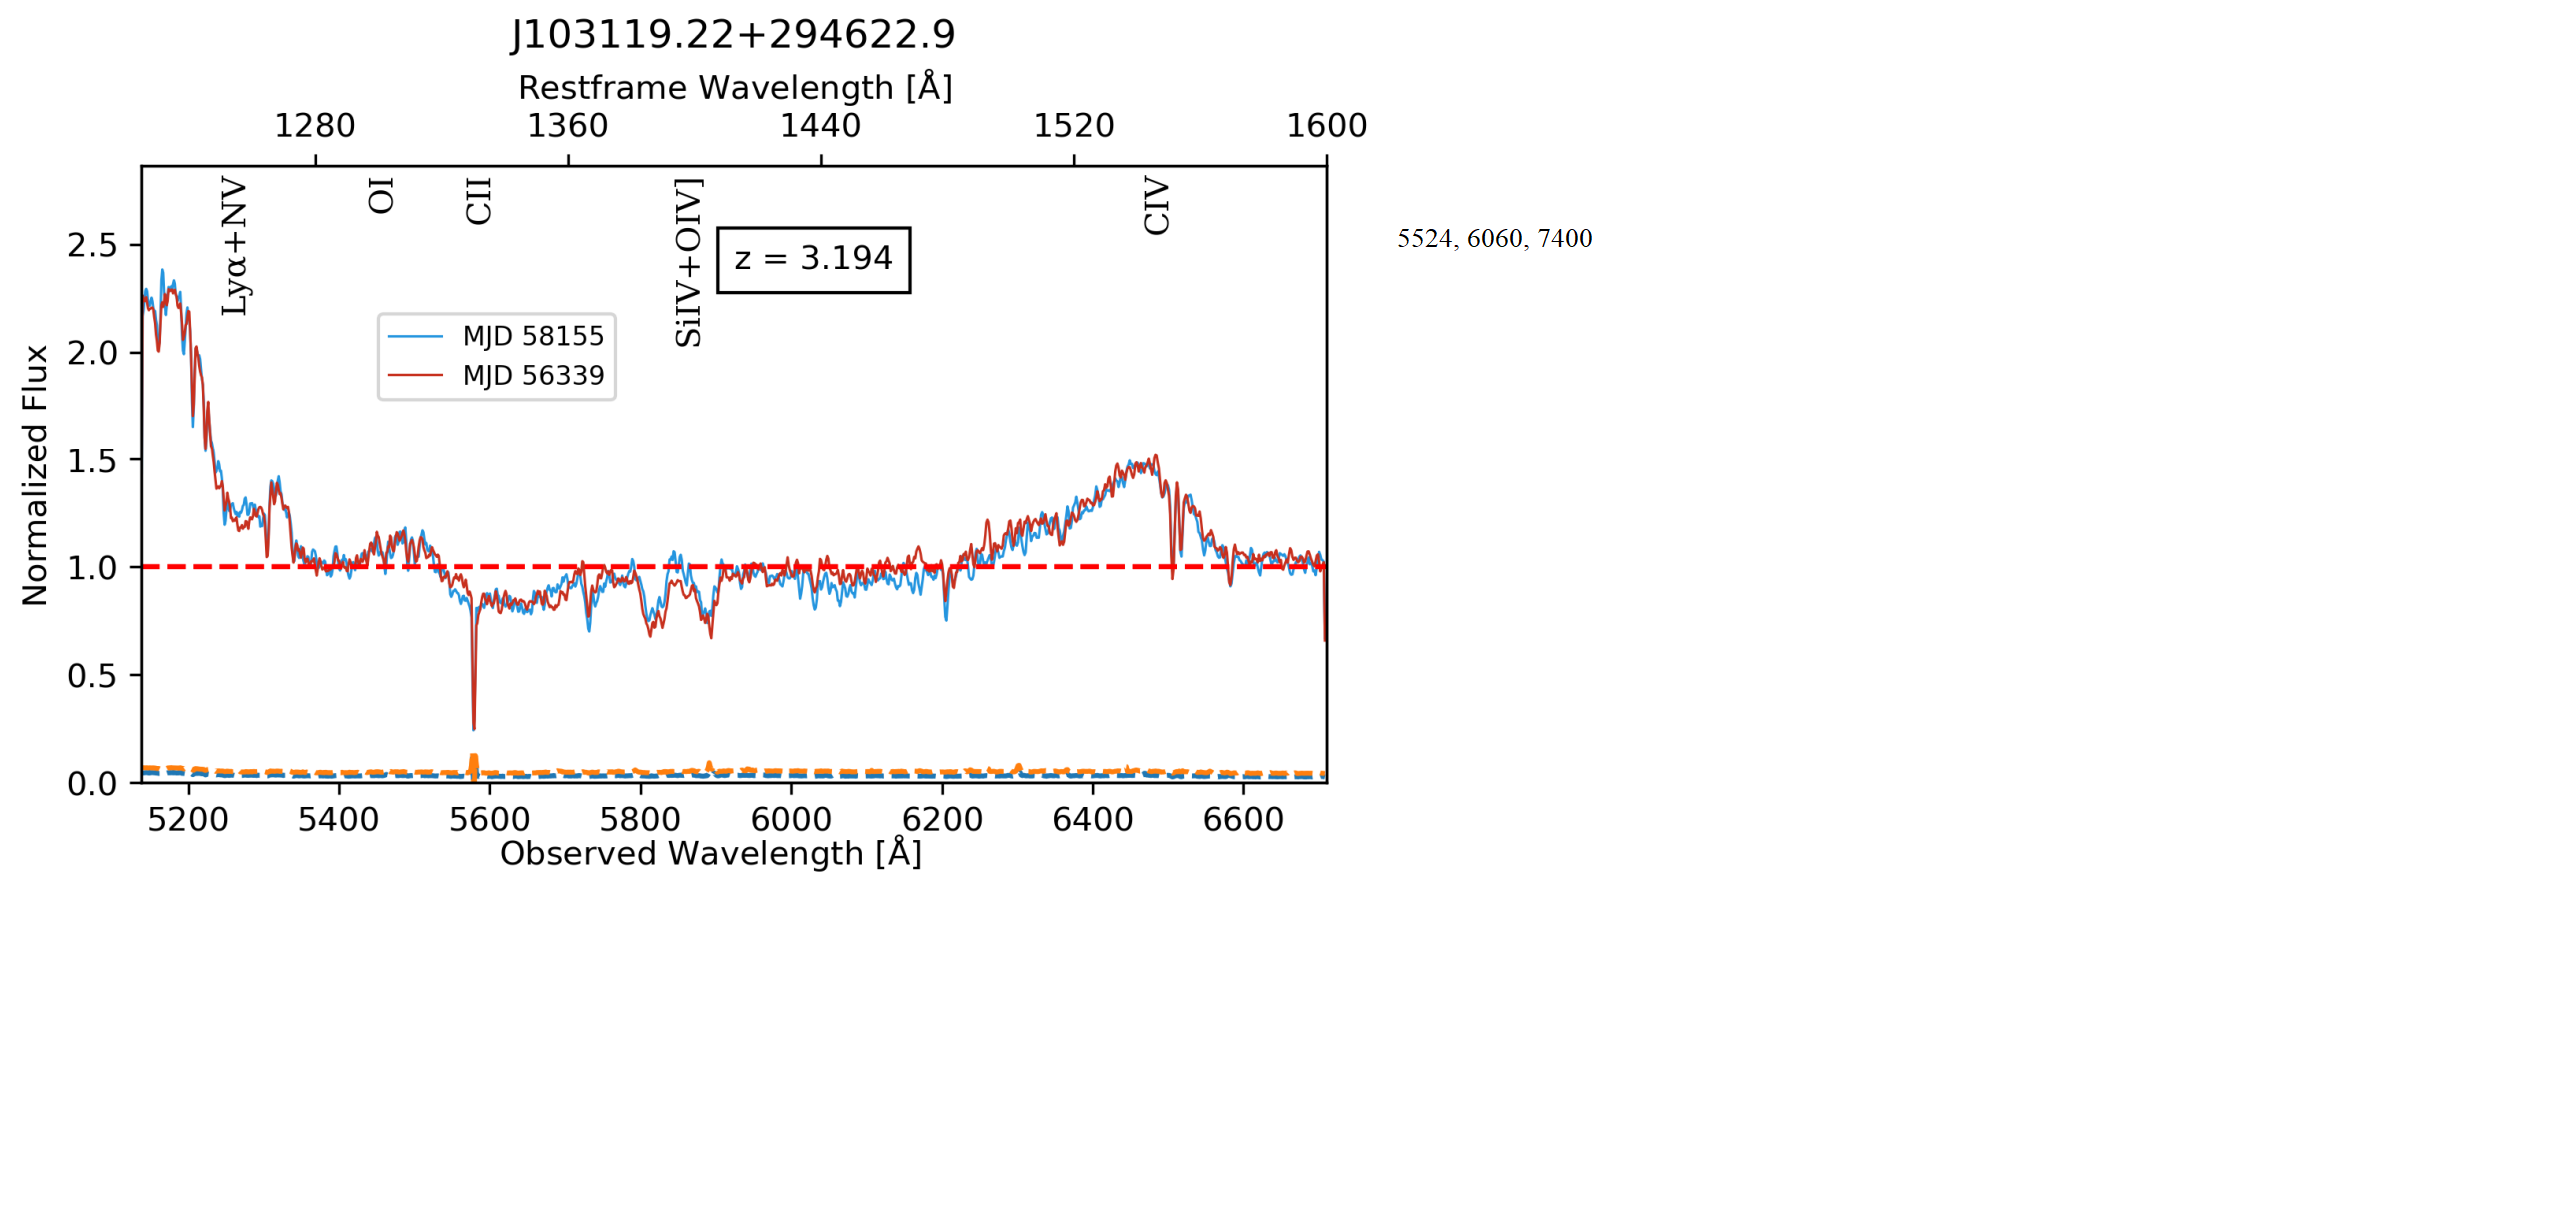 J103119.22+294622.9
Restframe Wavelength [Å]
1280 1360 1440 1520 1600
Lyα+NV
OI
CII
SiIV+OIV]
CIV
z = 3.194
5524, 6060, 7400
MJD 58155
MJD 56339
Normalized Flux
2.5
2.0
1.5
1.0
0.5
0.0
5200 5400 5600 5800 6000 6200 6400 6600
Observed Wavelength [Å]